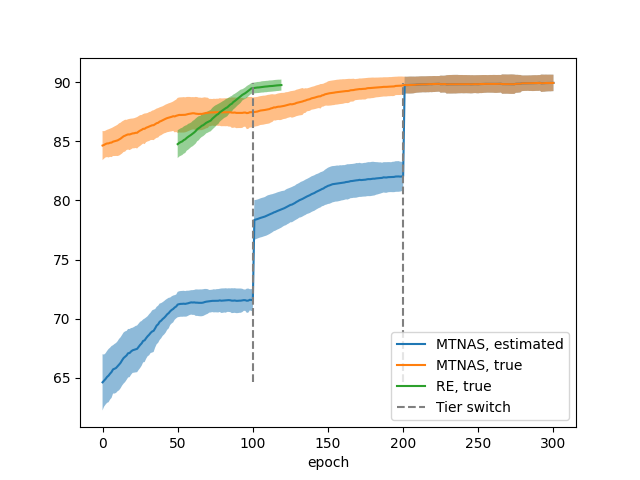 90
85
80
75
70
65
0 50 100 150 200 250 300
epoch
MTNAS, estimated
MTNAS, true
RE, true
Tier switch